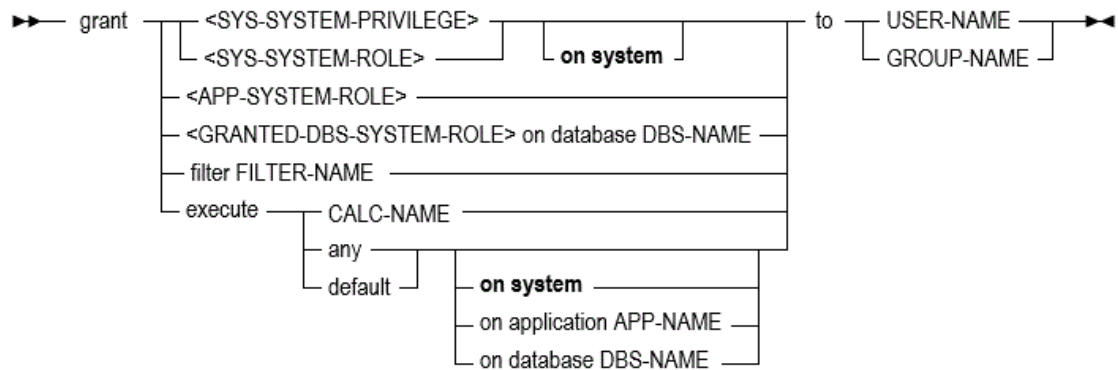 grant <SYS-SYSTEM-PRIVILEGE> to USER-NAME
<SYS-SYSTEM-ROLE> on system GROUP-NAME
<APP-SYSTEM-ROLE>
<GRANTED-DBS-SYSTEM-ROLE> on database DBS-NAME
filter FILTER-NAME
execute CALC-NAME
any
default on system
on application APP-NAME
on database DBS-NAME